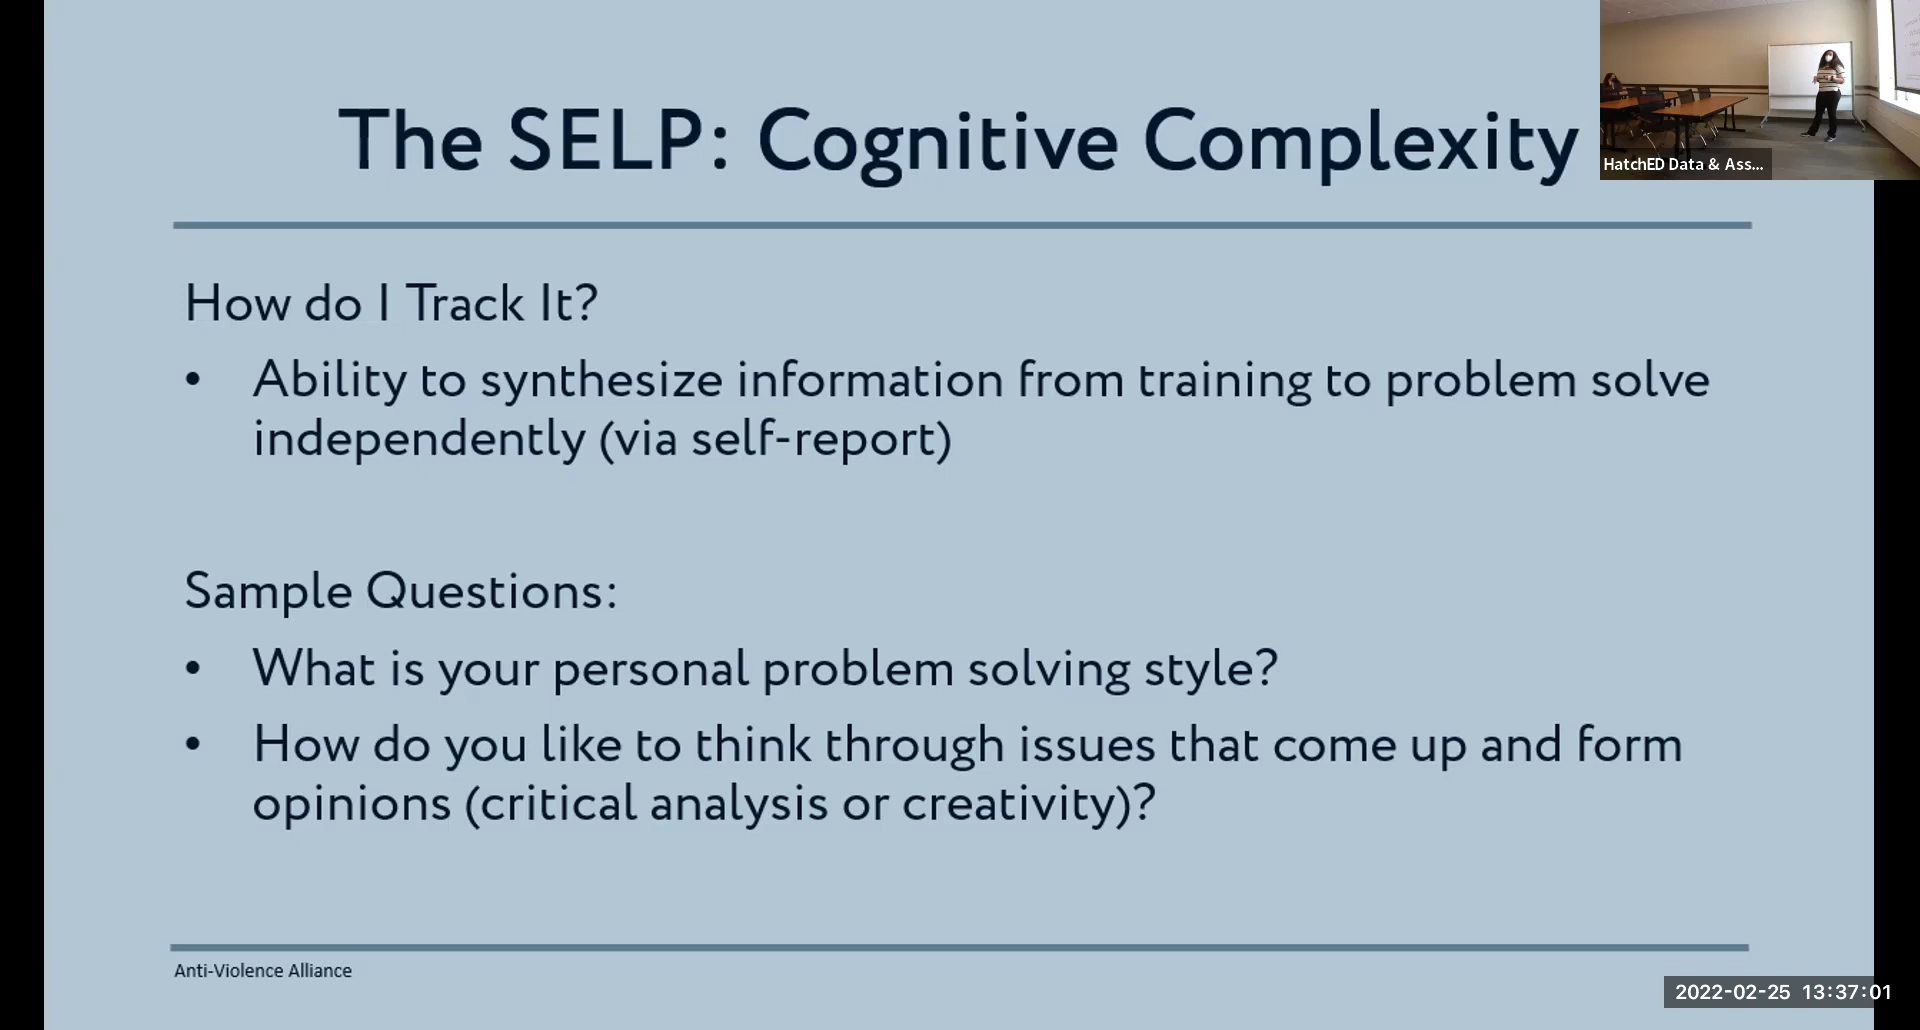 The SELP: Cognitive Complexity
HatchED Data & Ass...
How do I Track It?
• Ability to synthesize information from training to problem solve
independently (via self-report)
Sample Questions:
• What is your personal problem solving style?
• How do you like to think through issues that come up and form
opinions (critical analysis or creativity)?
Anti-Violence Alliance
2022-02-25 13:37:01